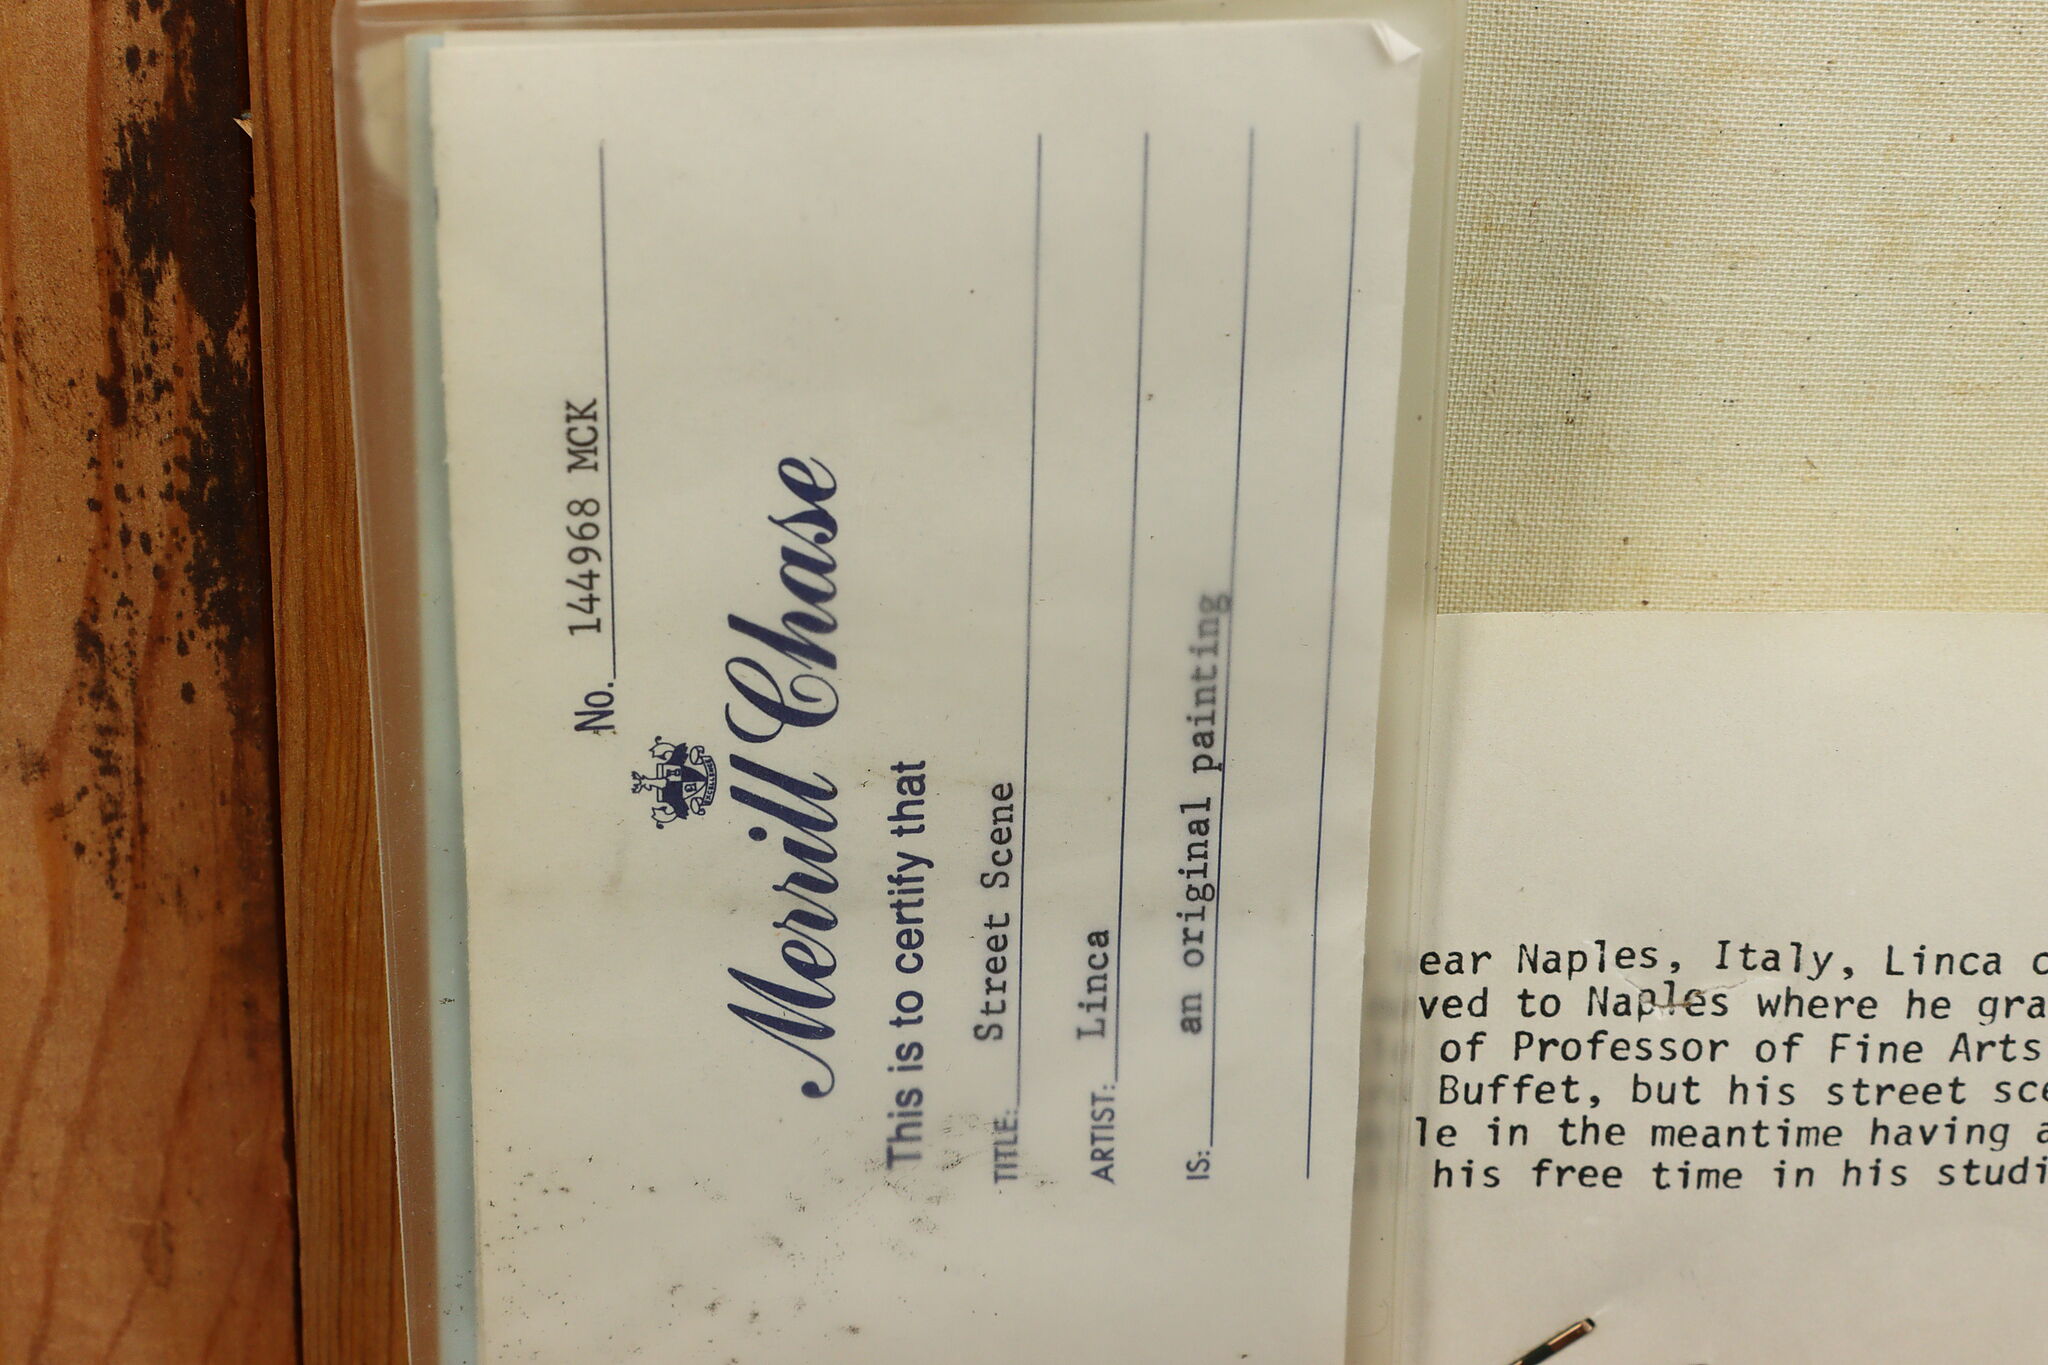 No. 144968 MCK
EXCELLENCE
Merrill Chase
This is to certify that
TITLE: Street Scene
ARTIST: Linca
IS: an original painting
ear Naples, Italy, Linca
ved to Naples where he gra
of Professor of Fine Arts
Buffet, but his street sce
le in the meantime having a
his free time in his studi